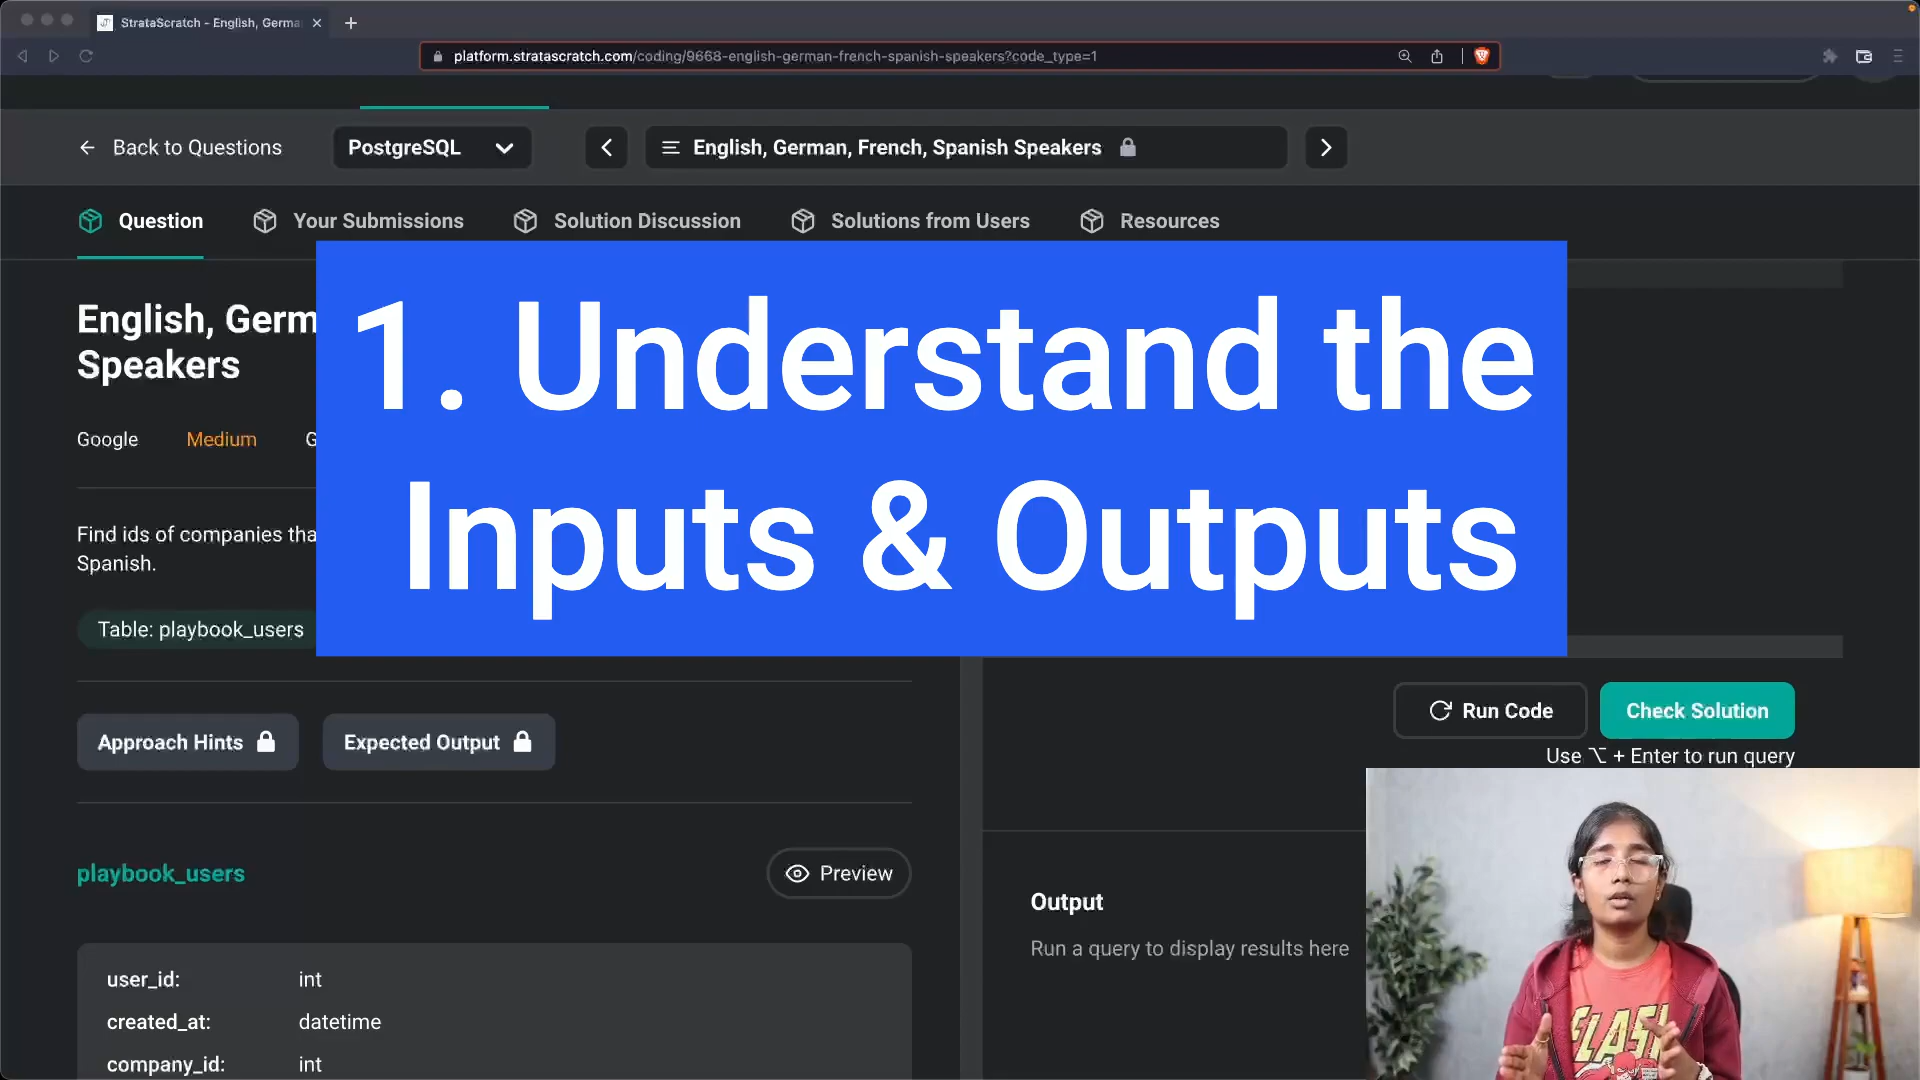 StrataScratch - English, Germa
platform.stratascratch.com/coding/9668-english-german-french-spanish-speakers?code_type=1
Back to Questions
PostgreSQL
English, German, French, Spanish Speakers
Question
Your Submissions
Solution Discussion
Solutions from Users
Resources
1. Understand the
Inputs & Outputs
English, Germ
Speakers
Google
Medium
G
Find ids of companies tha
Spanish.
Table: playbook_users
Approach Hints
Expected Output
Run Code
Check Solution
Use ⌥ + Enter to run query
playbook_users
Preview
user_id: int
created_at: datetime
company_id: int
Output
Run a query to display results here
FLASH